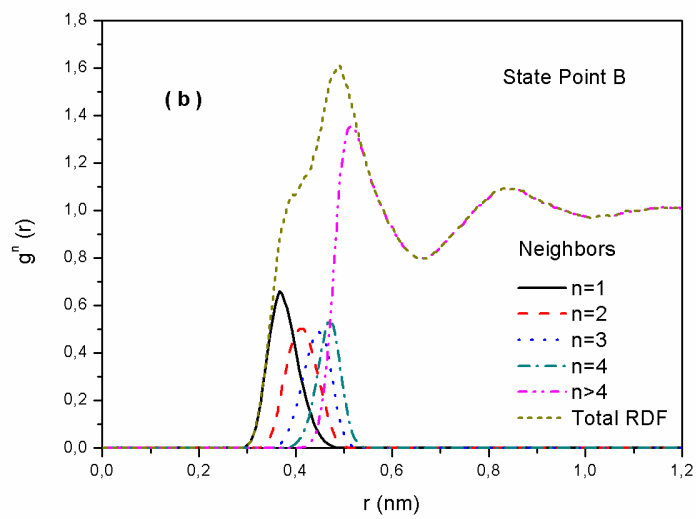 1,8
1,6
1,4
1,2
1,0
0,8
0,6
0,4
0,2
0,0
gⁿ (r)
( b )
State Point B
Neighbors
n=1
n=2
n=3
n=4
n>4
Total RDF
0,0 0,2 0,4 0,6 0,8 1,0 1,2
r (nm)